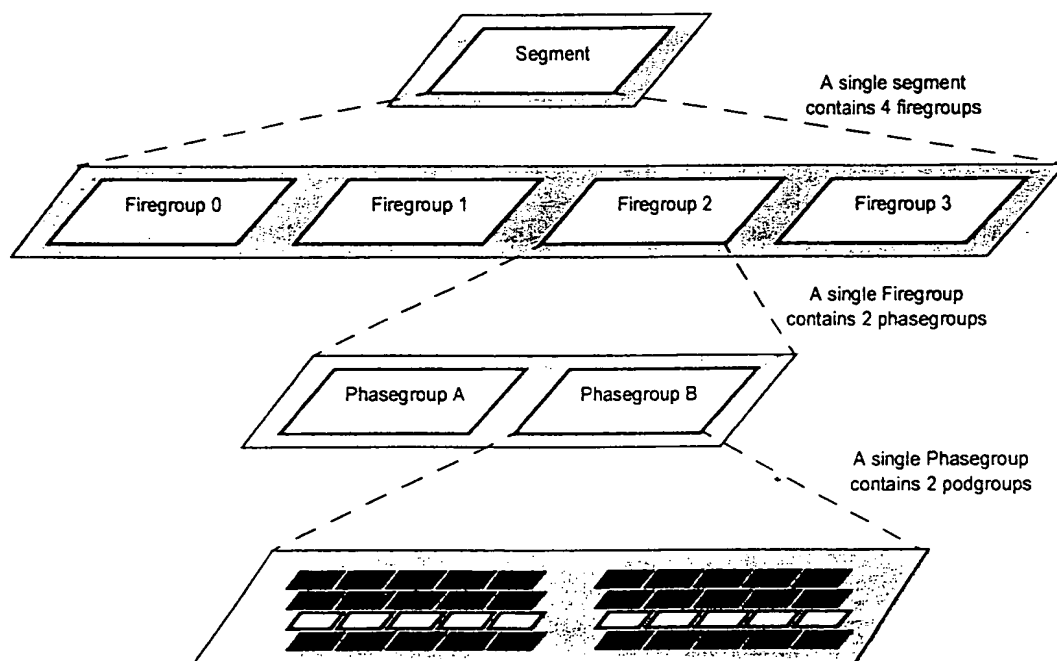 Segment
A single segment
contains 4 firegroups
Firegroup 0
Firegroup 1
Firegroup 2
Firegroup 3
A single Firegroup
contains 2 phasegroups
Phasegroup A
Phasegroup B
A single Phasegroup
contains 2 podgroups